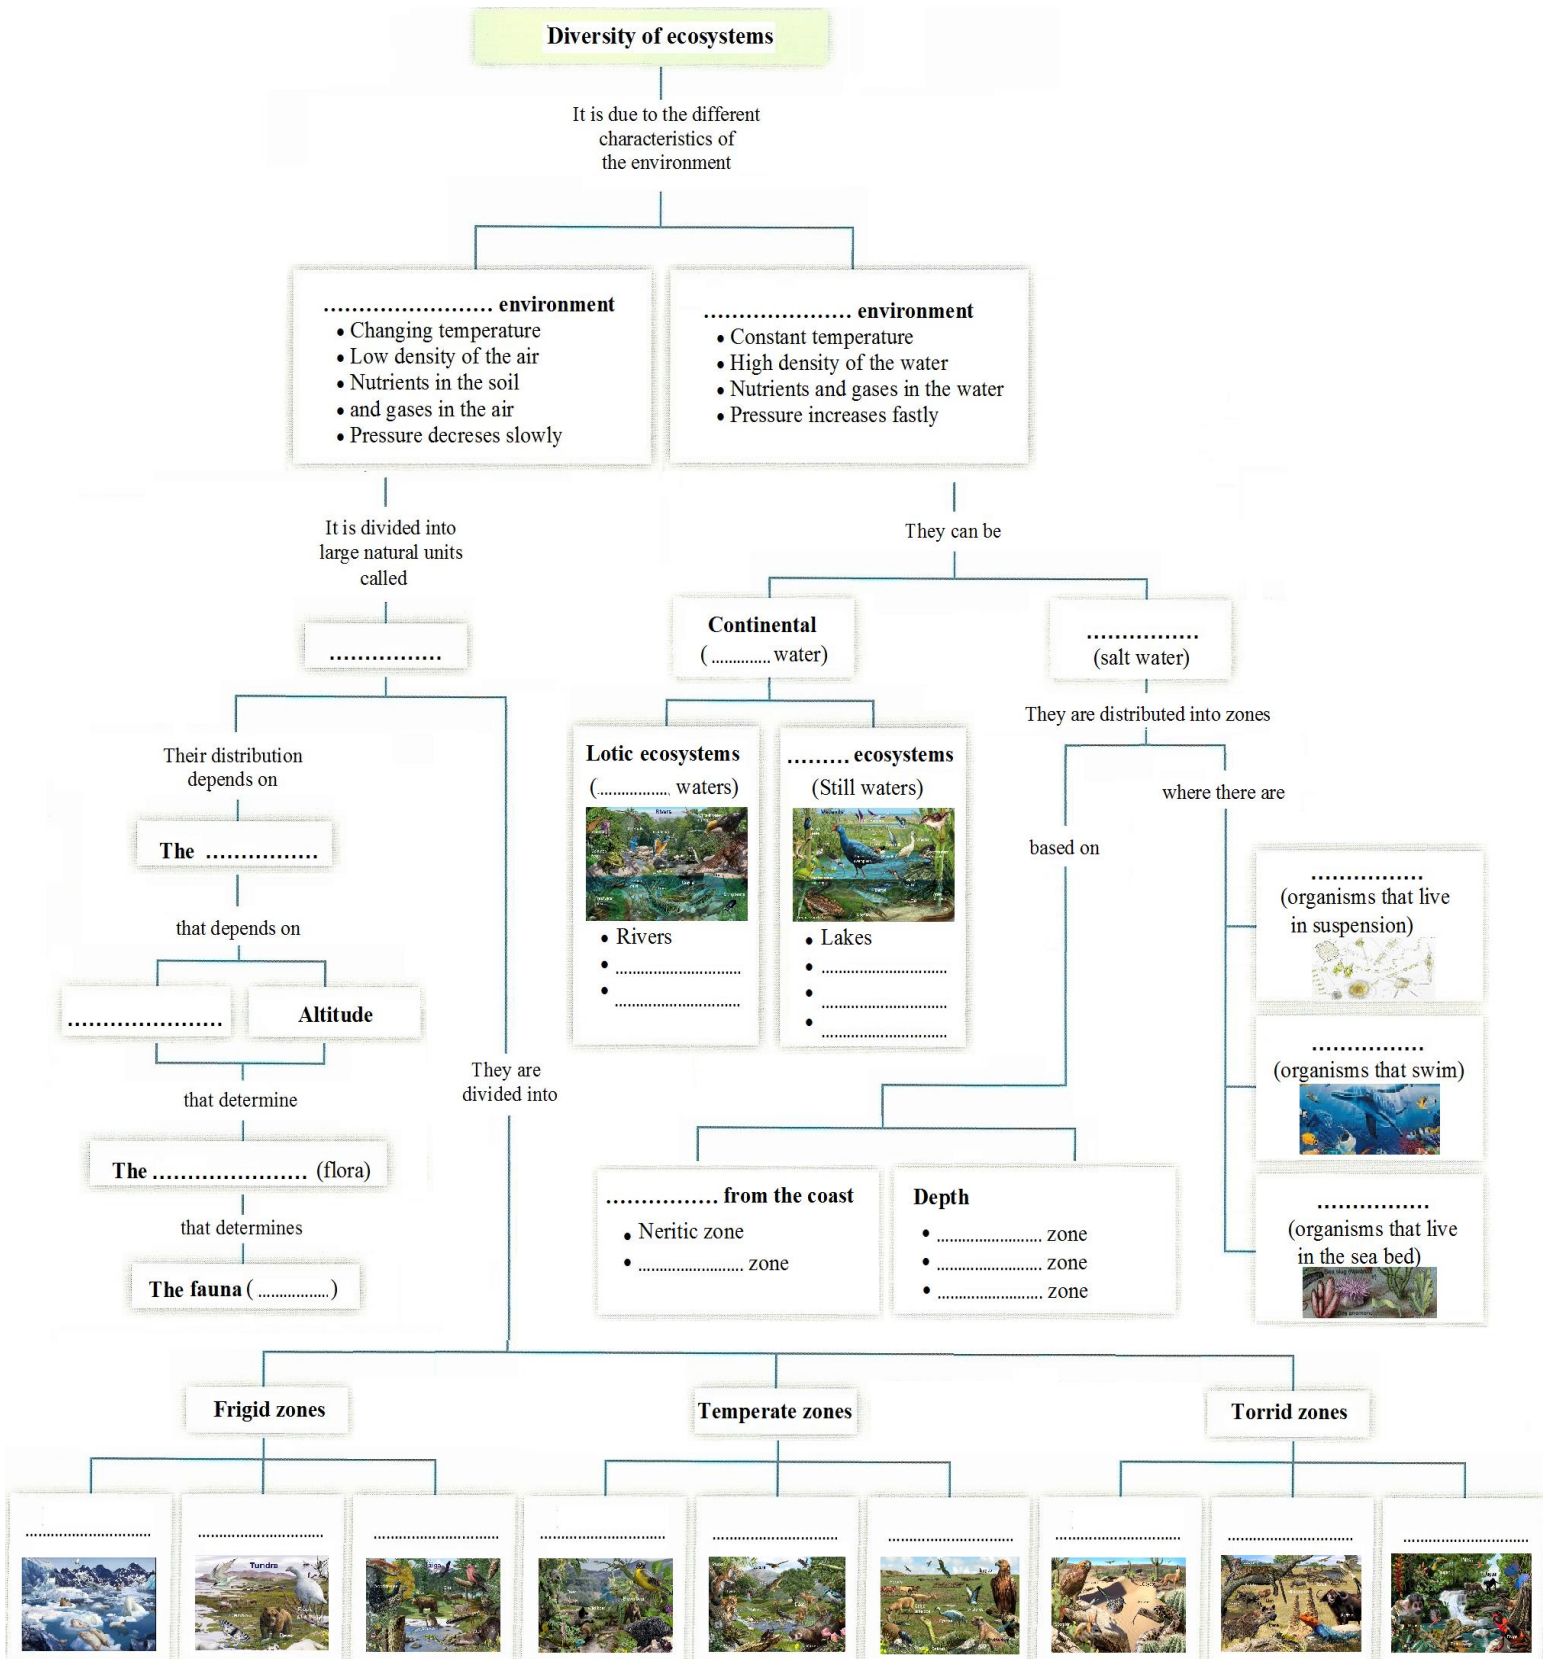 Diversity of ecosystems
It is due to the different
characteristics of
the environment
........................ environment
• Changing temperature
• Low density of the air
• Nutrients in the soil
• and gases in the air
• Pressure decreses slowly
..................... environment
• Constant temperature
• High density of the water
• Nutrients and gases in the water
• Pressure increases fastly
It is divided into
large natural units
called
................
They can be
Continental
( .............. water)
................
(salt water)
Their distribution
depends on
The ................
that depends on
......................
Altitude
that determine
The ...................... (flora)
that determines
The fauna ( ................. )
They are
divided into
Lotic ecosystems
(................. waters)
Rivers
• Rivers
• ..............................
• ..............................
......... ecosystems
(Still waters)
• Lakes
• ..............................
• ..............................
• ..............................
They are distributed into zones
based on
where there are
................
(organisms that live
in suspension)
................
(organisms that swim)
................
(organisms that live
in the sea bed)
................ from the coast
• Neritic zone
• ......................... zone
Depth
• ......................... zone
• ......................... zone
• ......................... zone
Frigid zones
Temperate zones
Torrid zones
..............................
..............................
..............................
..............................
..............................
..............................
..............................
..............................
..............................
Tundra